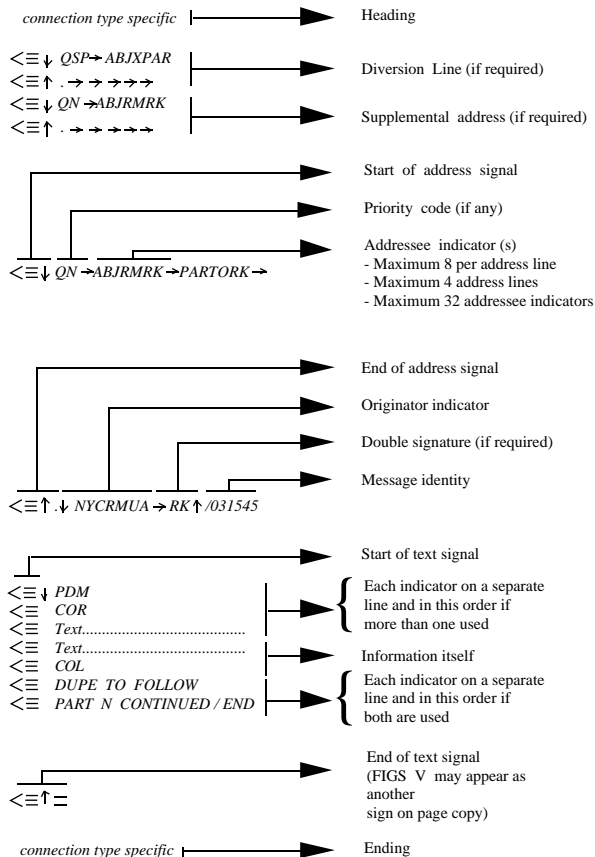 connection type specific Heading
<≡↓ QSP→ABJXPAR
<≡↑ .→→→→→ Diversion Line (if required)
<≡↓ QN→ABJRMRK
<≡↑ .→→→→→ Supplemental address (if required)
Start of address signal
Priority code (if any)
Addressee indicator (s)
- Maximum 8 per address line
- Maximum 4 address lines
- Maximum 32 addressee indicators
<≡↓ QN→ABJRMRK→PARTORK→
End of address signal
Originator indicator
Double signature (if required)
Message identity
<≡↑.↓ NYCRMUA→RK↑/031545
Start of text signal
<≡↓ PDM
<≡ COR
<≡ Text.........................................
Each indicator on a separate
line and in this order if
more than one used
<≡ Text.........................................
<≡ COL
Information itself
<≡ DUPE TO FOLLOW
<≡ PART N CONTINUED / END
Each indicator on a separate
line and in this order if
both are used
End of text signal
(FIGS V may appear as
another
sign on page copy)
<≡↑=
connection type specific Ending